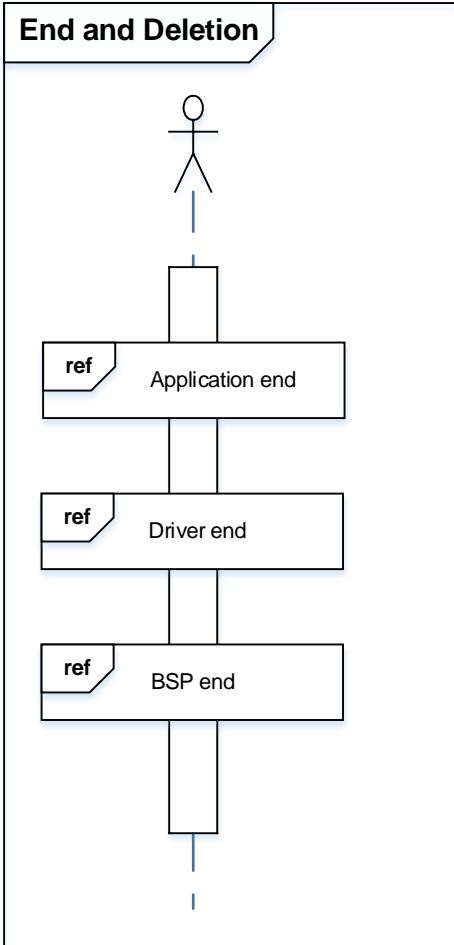 End and Deletion
ref
Application end
ref
Driver end
ref
BSP end